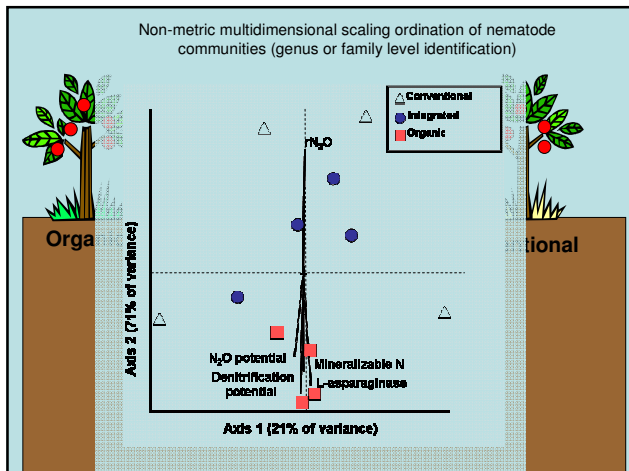 Non-metric multidimensional scaling ordination of nematode
communities (genus or family level identification)
Conventional
Integrated
Organic
rN₂O
Orga
tional
Axis 2 (71% of variance)
N₂O potential
Denitrification
potential
Mineralizable N
L-asparaginase
Axis 1 (21% of variance)